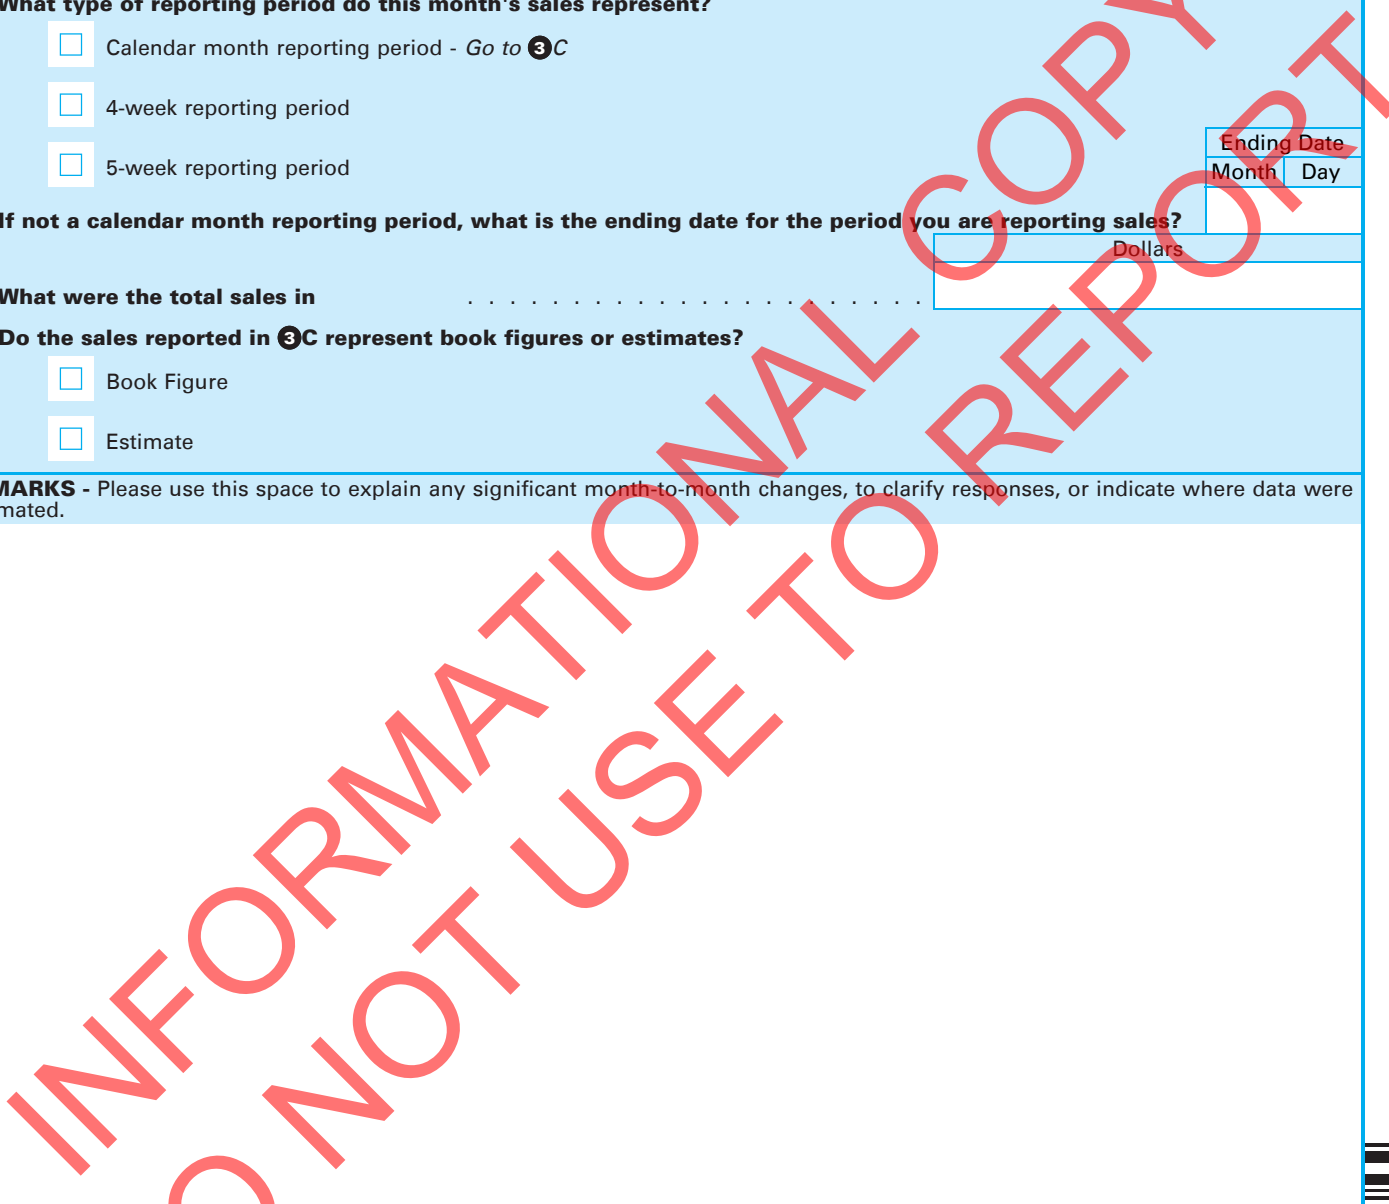 What type of reporting period do this month's sales represent?
Calendar month reporting period - Go to 3C
4-week reporting period
5-week reporting period
Ending Date
Month Day
If not a calendar month reporting period, what is the ending date for the period you are reporting sales?
Dollars
What were the total sales in . . . . . . . . . . . . . . . . . . . . . .
Do the sales reported in 3C represent book figures or estimates?
Book Figure
Estimate
MARKS - Please use this space to explain any significant month-to-month changes, to clarify responses, or indicate where data were
mated.
INFORMATIONAL COPY
O NOT USE TO REPORT